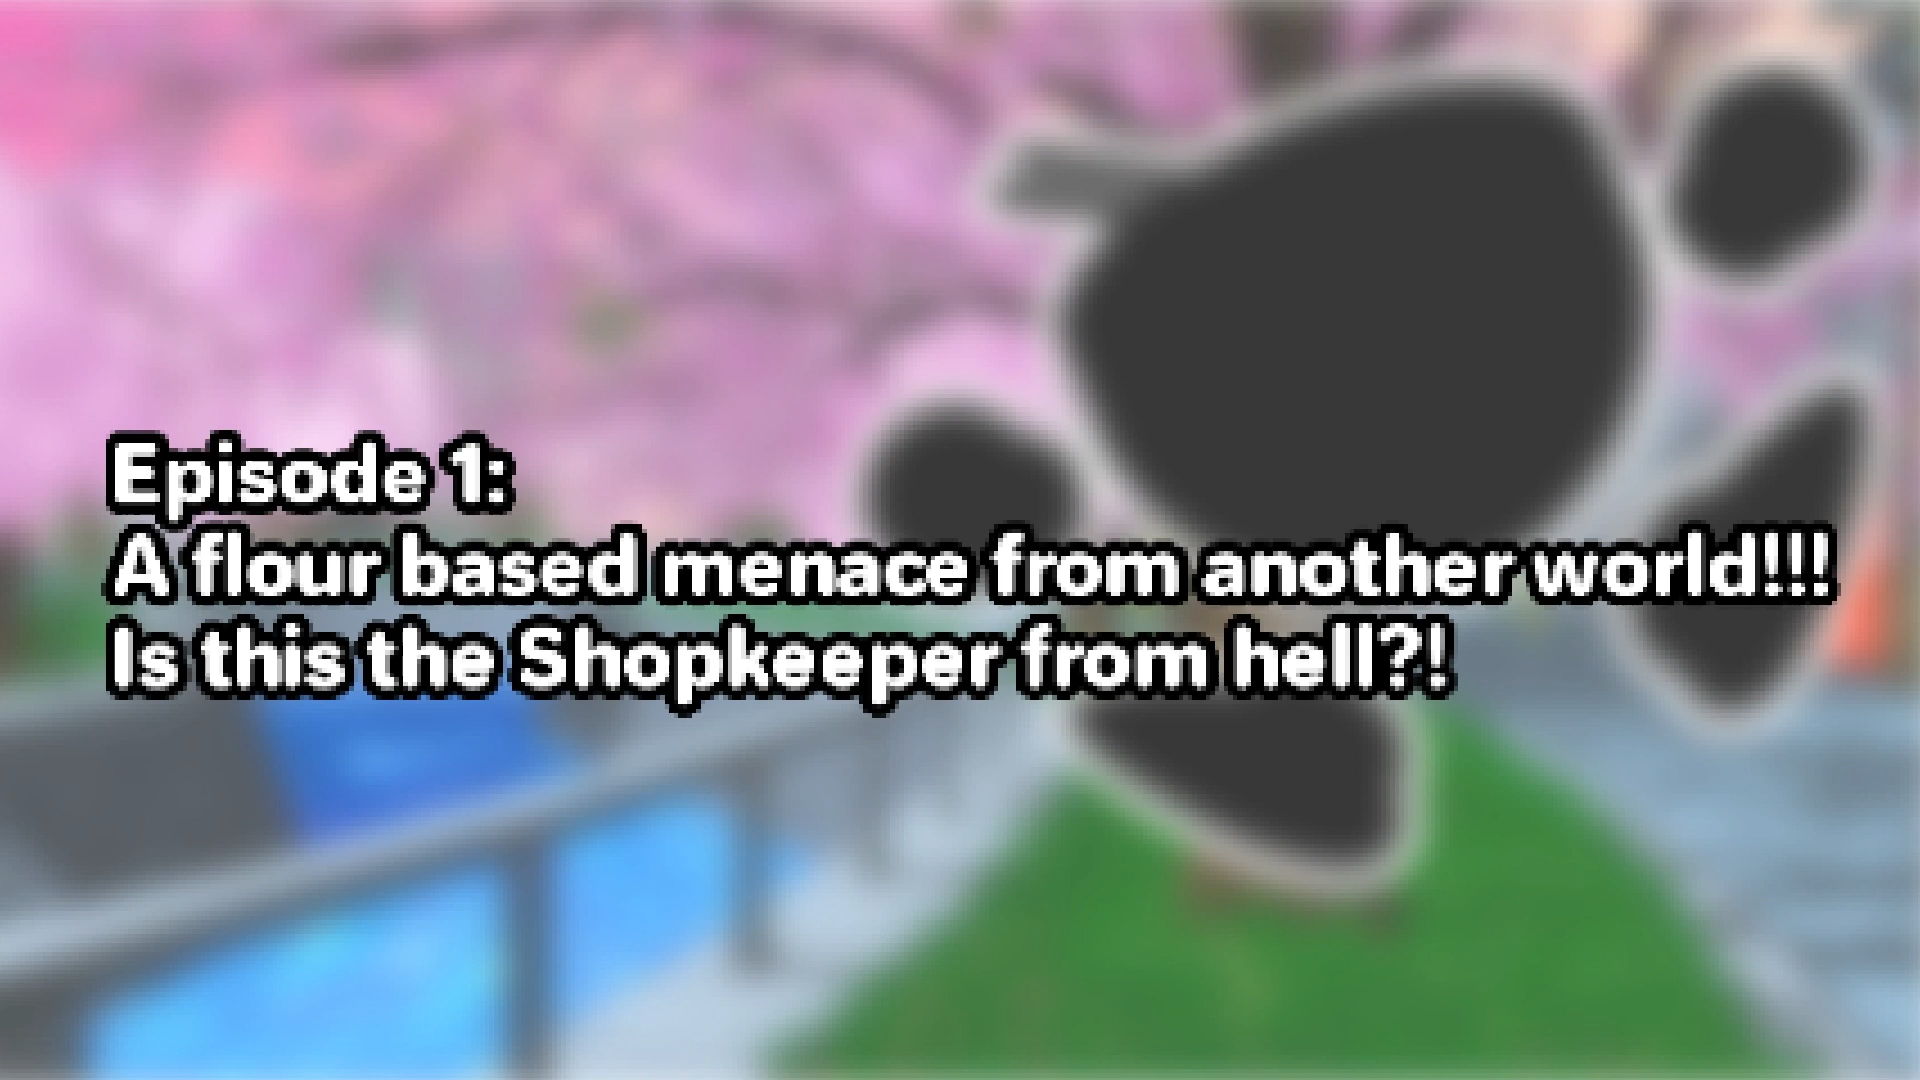 Episode 1:
A flour based menace from another world!!!
Is this the Shopkeeper from hell?!